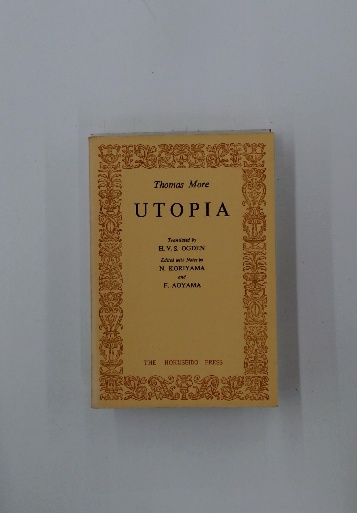 Thomas More
UTOPIA
Translated by
H. V. S. OGDEN
Edited with Notes by
N. KORIYAMA
and
F. AOYAMA
THE HOKUSEIDO PRESS